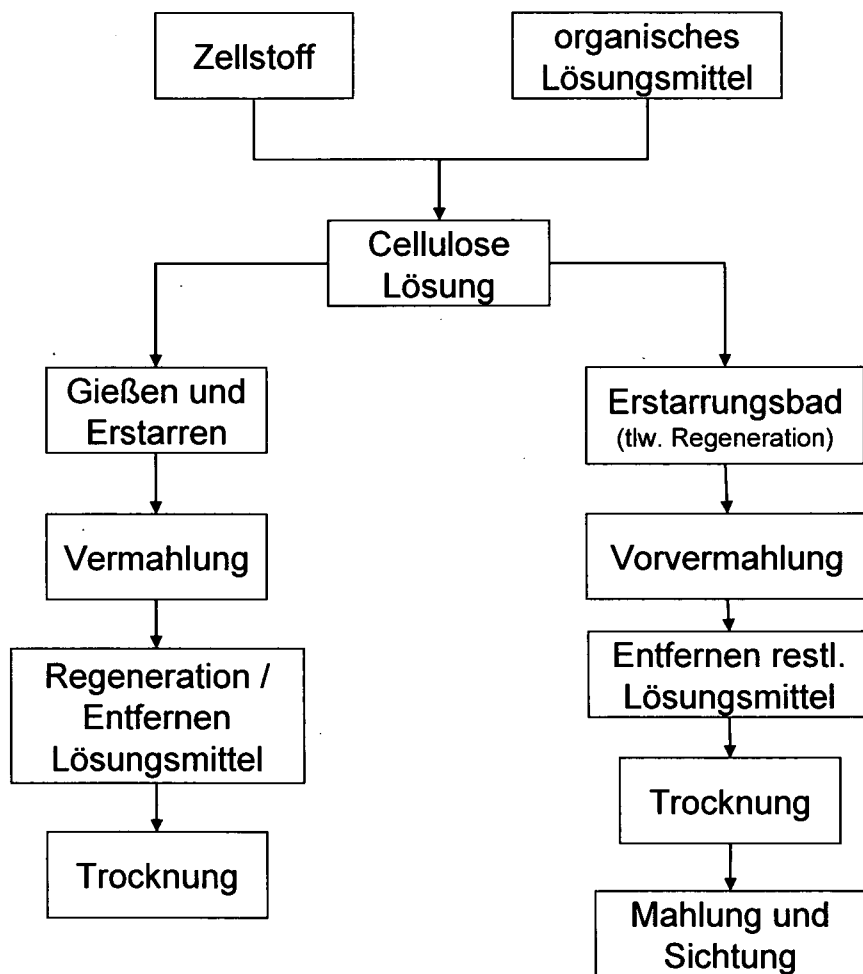 Zellstoff
organisches
Lösungsmittel
Cellulose
Lösung
Gießen und
Erstarren
Vermahlung
Regeneration /
Entfernen
Lösungsmittel
Trocknung
Erstarrungsbad
(tlw. Regeneration)
Vorvermahlung
Entfernen restl.
Lösungsmittel
Trocknung
Mahlung und
Sichtung